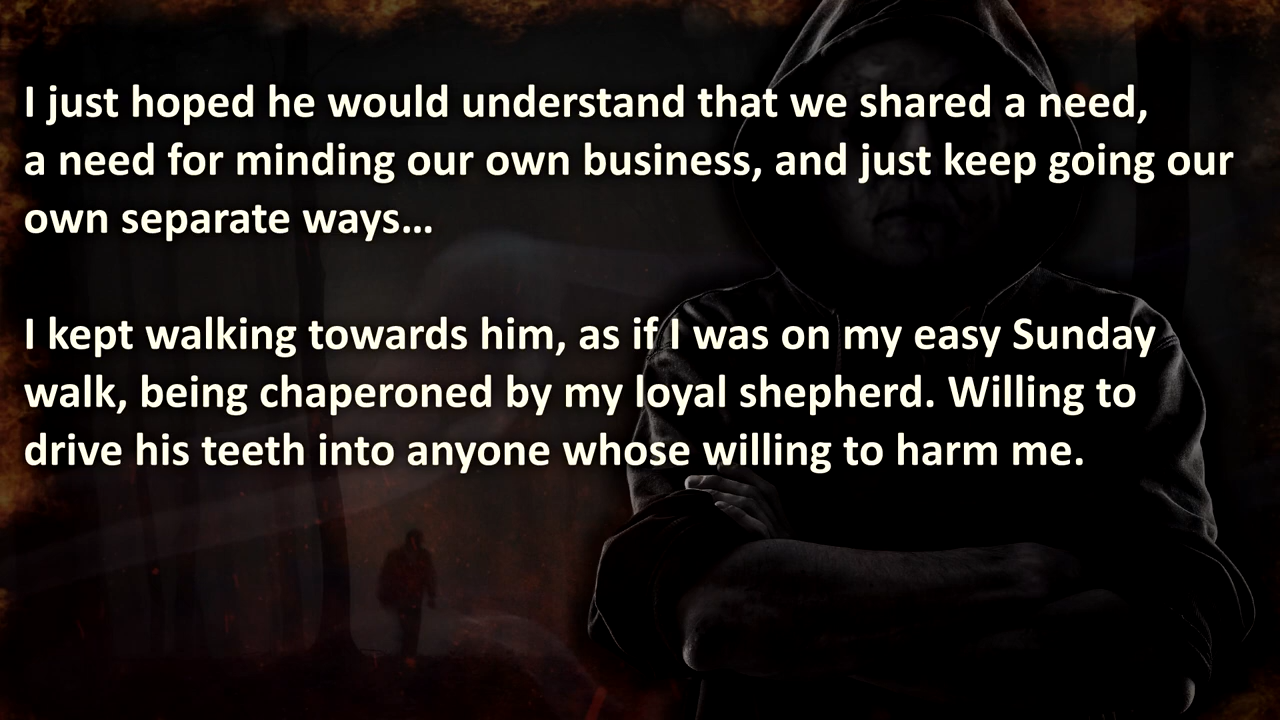 I just hoped he would understand that we shared a need,
a need for minding our own business, and just keep going our
own separate ways...
I kept walking towards him, as if I was on my easy Sunday
walk, being chaperoned by my loyal shepherd. Willing to
drive his teeth into anyone whose willing to harm me.